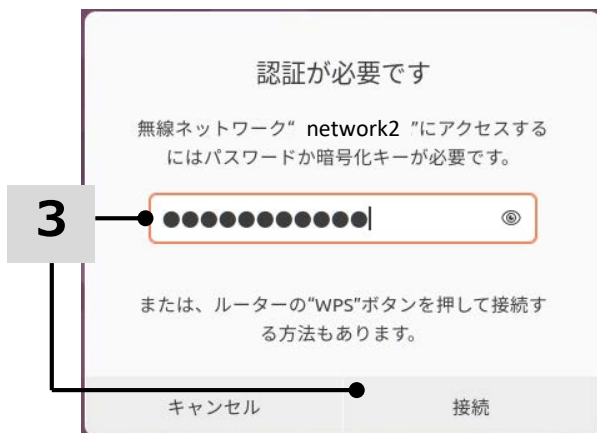 認証が必要です
無線ネットワーク“ network2 ”にアクセスする
にはパスワードか暗号化キーが必要です。
3
●●●●●●●●●●●
または、ルーターの“WPS”ボタンを押して接続す
る方法もあります。
キャンセル
接続